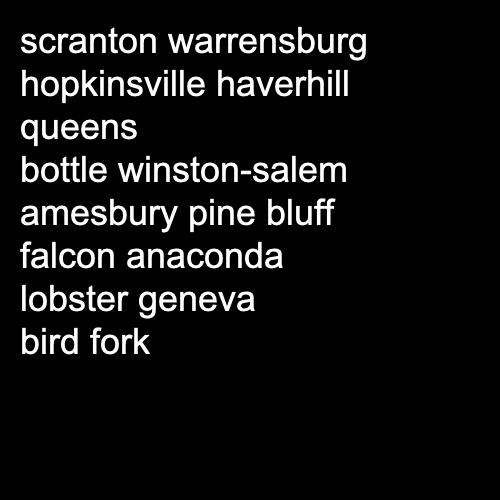 scranton warrensburg
hopkinsville haverhill
queens
bottle winston-salem
amesbury pine bluff
falcon anaconda
lobster geneva
bird fork